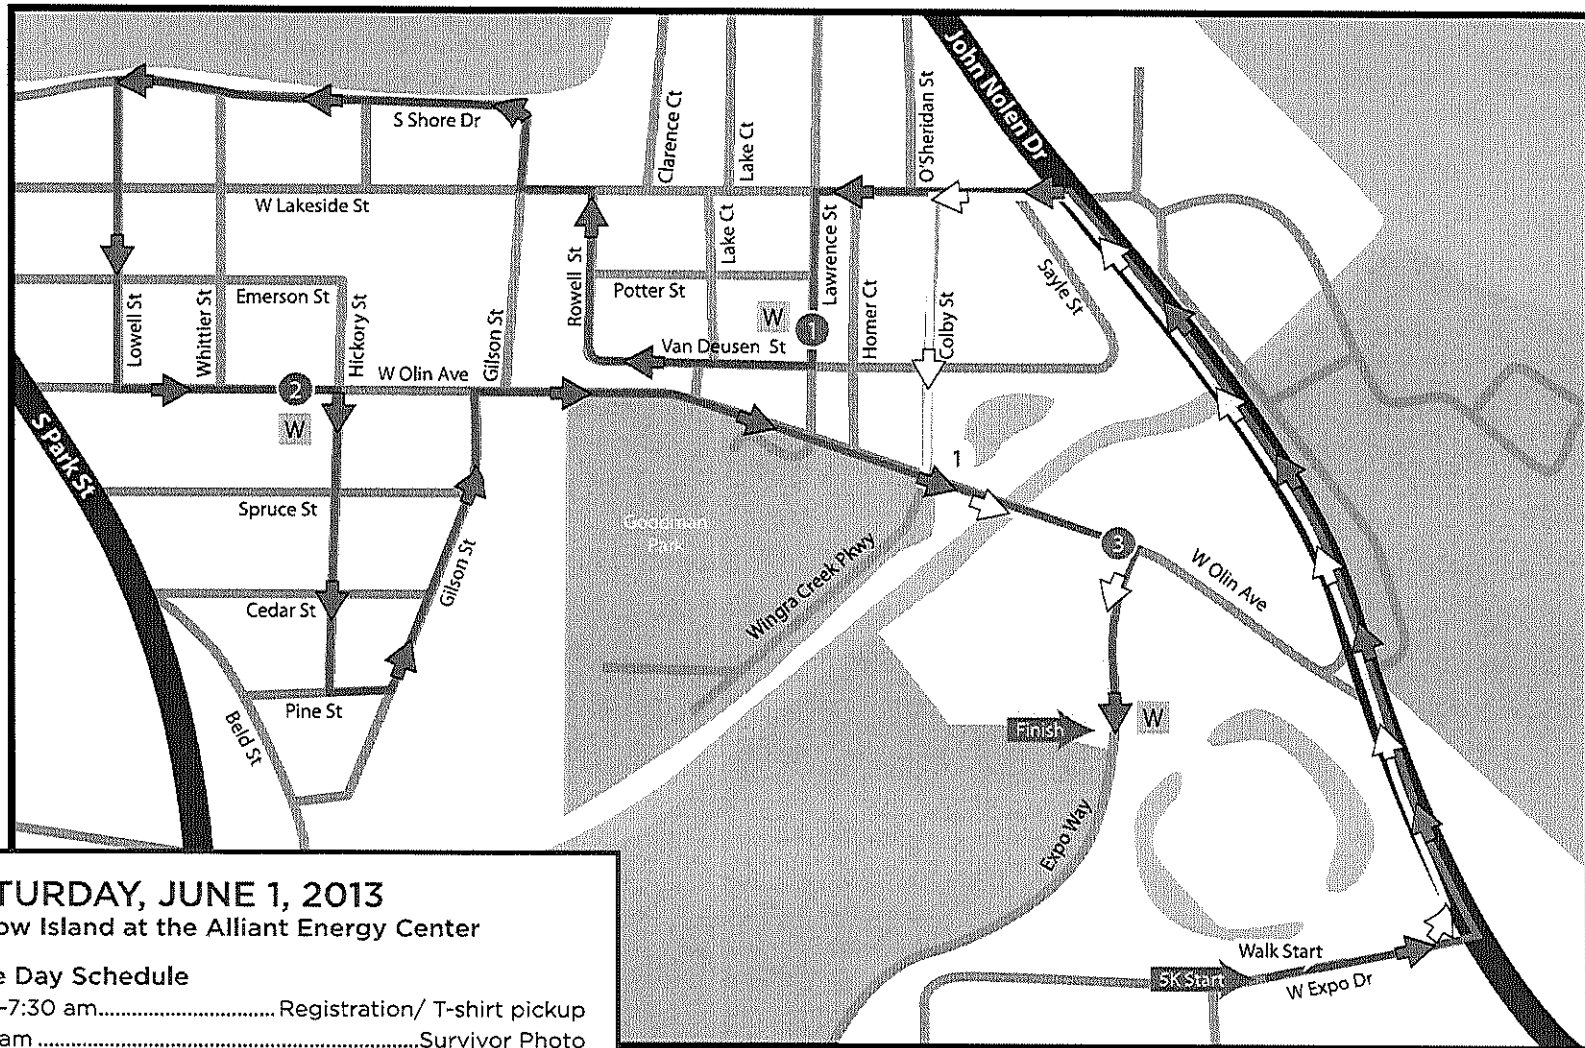 John Nolen Dr
O'Sheridan St
Clarence Ct
Lake Ct
S Shore Dr
W Lakeside St
Lake Ct
Lawrence St
Rowell St
Potter St
Homer Ct
Colby St
Sayle St
Emerson St
Lowell St
Whittier St
Hickory St
Gilson St
W
1
Van Deusen St
W Olin Ave
2
W
S Park St
1
Spruce St
Goodman
Park
3
Wingra Creek Pkwy
W Olin Ave
Gilson St
Cedar St
Pine St
Beld St
Finish
W
Expo Way
Walk Start
5K Start
W Expo Dr
TURDAY, JUNE 1, 2013
ow Island at the Alliant Energy Center
e Day Schedule
-7:30 am............................. Registration/ T-shirt pickup
am ................................................................Survivor Photo